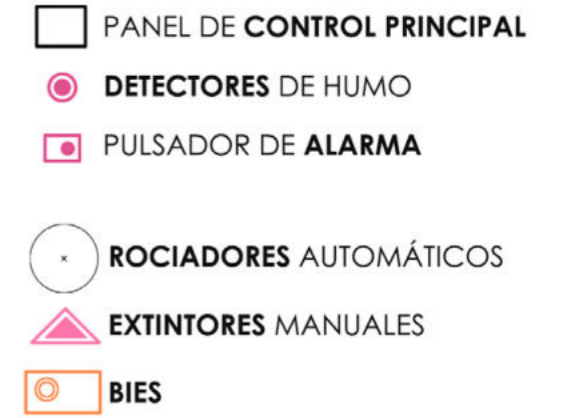 PANEL DE CONTROL PRINCIPAL
DETECTORES DE HUMO
PULSADOR DE ALARMA
ROCIADORES AUTOMÁTICOS
EXTINTORES MANUALES
BIES